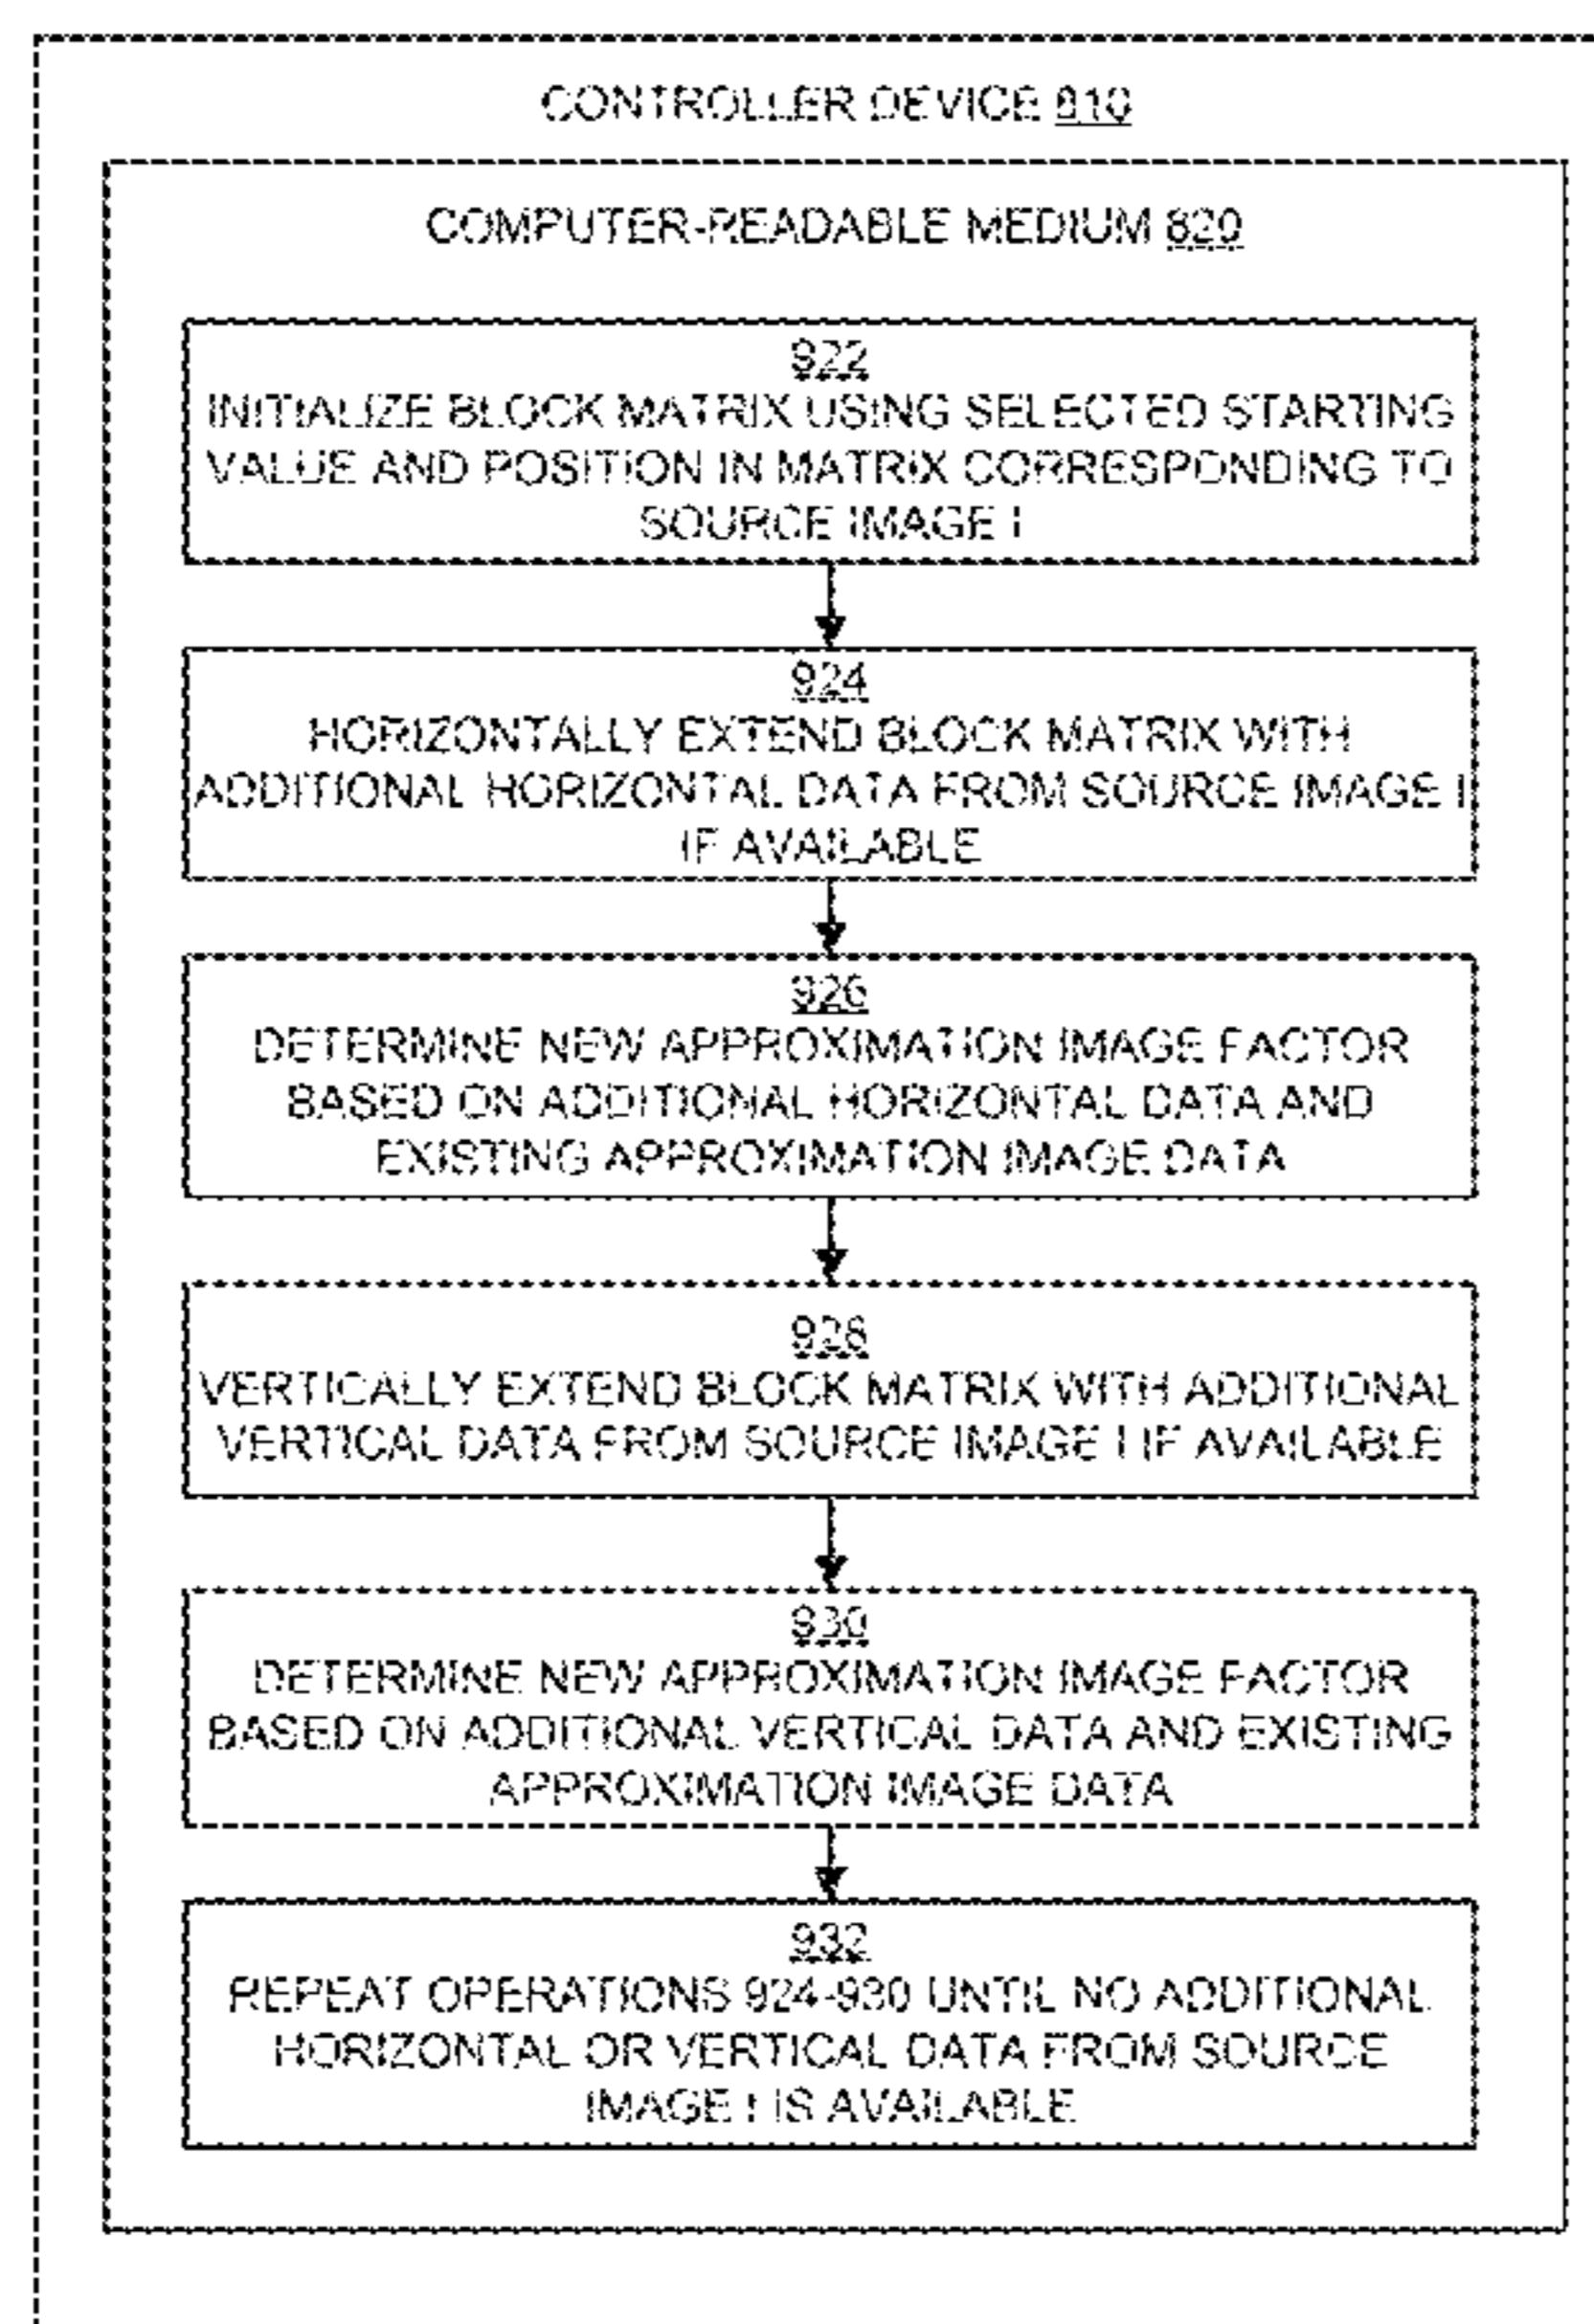 CONTROLLER DEVICE 810
COMPUTER-READABLE MEDIUM 820
922
INITIALIZE BLOCK MATRIX USING SELECTED STARTING
VALUE AND POSITION IN MATRIX CORRESPONDING TO
SOURCE IMAGE I
924
HORIZONTALLY EXTEND BLOCK MATRIX WITH
ADDITIONAL HORIZONTAL DATA FROM SOURCE IMAGE I
IF AVAILABLE
926
DETERMINE NEW APPROXIMATION IMAGE FACTOR
BASED ON ADDITIONAL HORIZONTAL DATA AND
EXISTING APPROXIMATION IMAGE DATA
928
VERTICALLY EXTEND BLOCK MATRIX WITH ADDITIONAL
VERTICAL DATA FROM SOURCE IMAGE I IF AVAILABLE
930
DETERMINE NEW APPROXIMATION IMAGE FACTOR
BASED ON ADDITIONAL VERTICAL DATA AND EXISTING
APPROXIMATION IMAGE DATA
932
REPEAT OPERATIONS 924-930 UNTIL NO ADDITIONAL
HORIZONTAL OR VERTICAL DATA FROM SOURCE
IMAGE I IS AVAILABLE